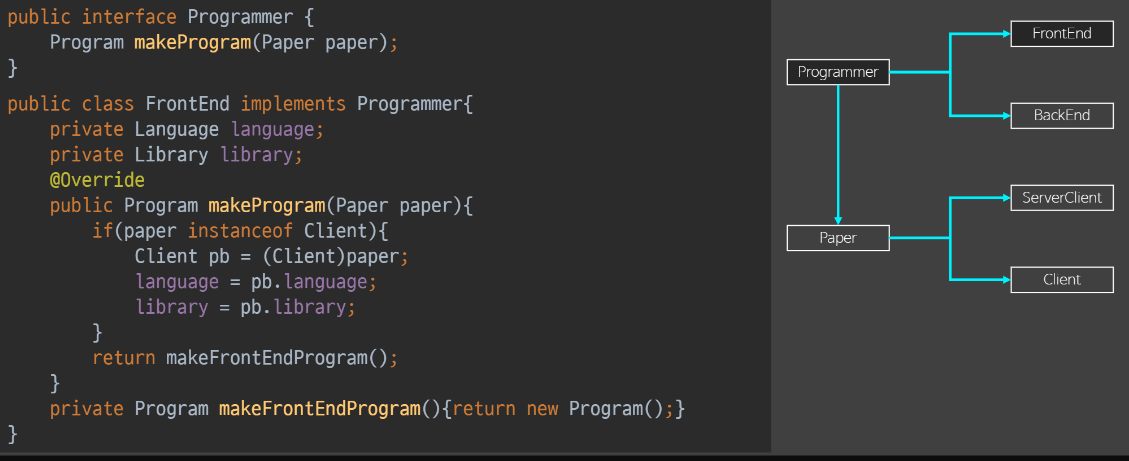 public interface Programmer {
    Program makeProgram(Paper paper);
}
public class FrontEnd implements Programmer{
    private Language language;
    private Library library;
    @Override
    public Program makeProgram(Paper paper){
        if(paper instanceof Client){
            Client pb = (Client)paper;
            language = pb.language;
            library = pb.library;
        }
        return makeFrontEndProgram();
    }
    private Program makeFrontEndProgram(){return new Program();}
}
FrontEnd
Programmer
BackEnd
ServerClient
Paper
Client